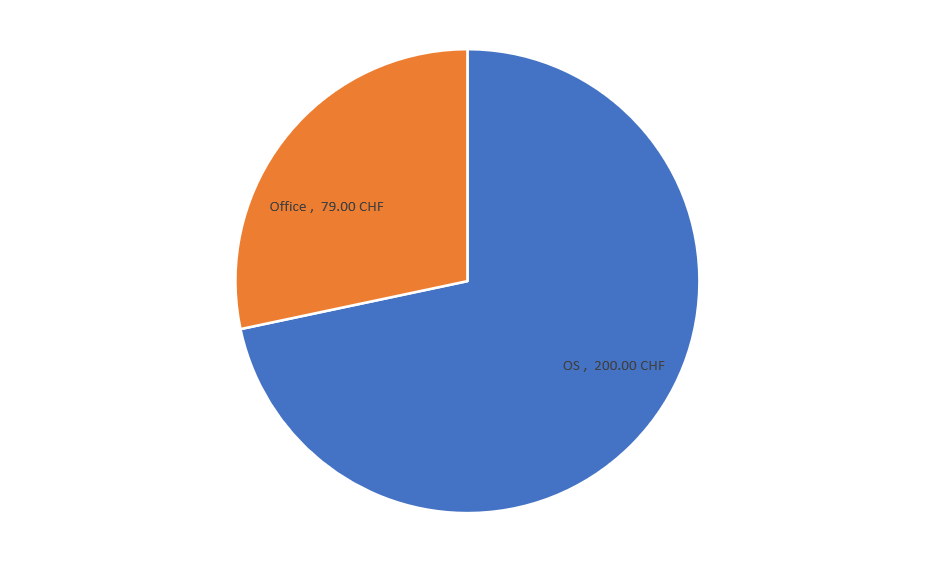 Office ,  79.00 CHF
OS ,  200.00 CHF